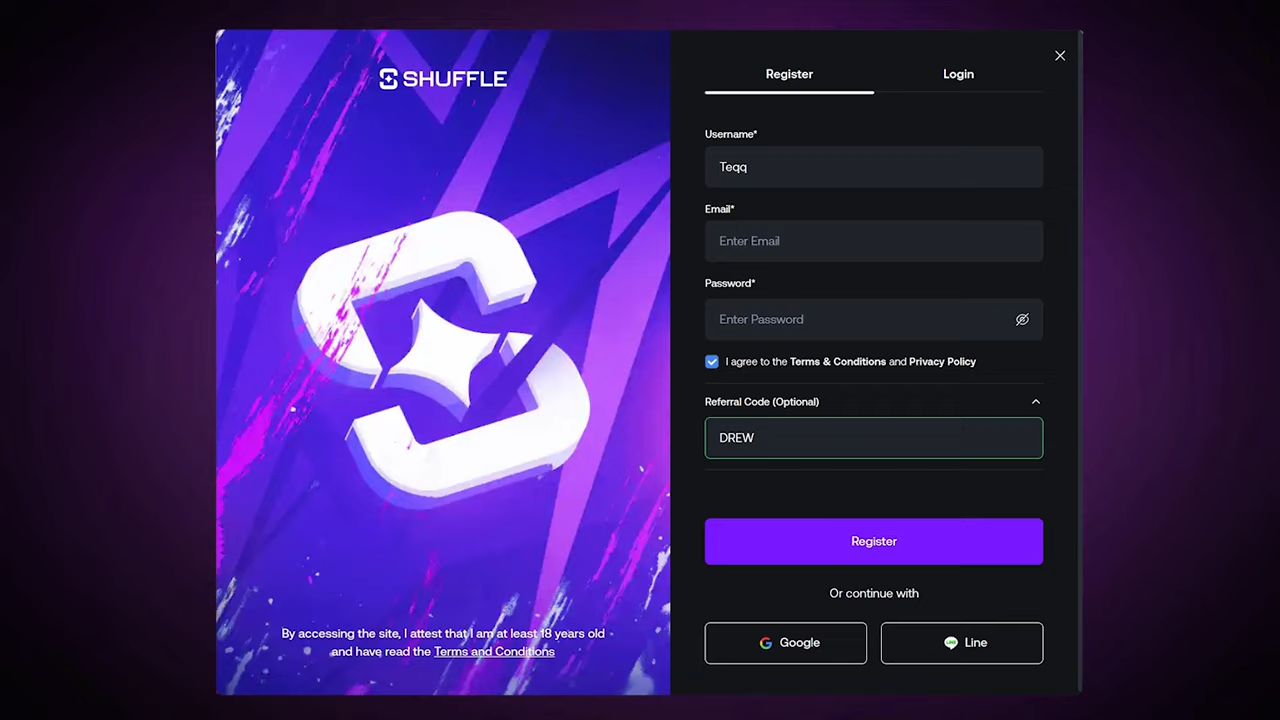 SHUFFLE
By accessing the site, I attest that I am at least 18 years old
and have read the Terms and Conditions
Register
Login
Username*
Teqq
Email*
Enter Email
Password*
Enter Password
I agree to the Terms & Conditions and Privacy Policy
Referral Code (Optional)
DREW
Register
Or continue with
Google
LINE Line